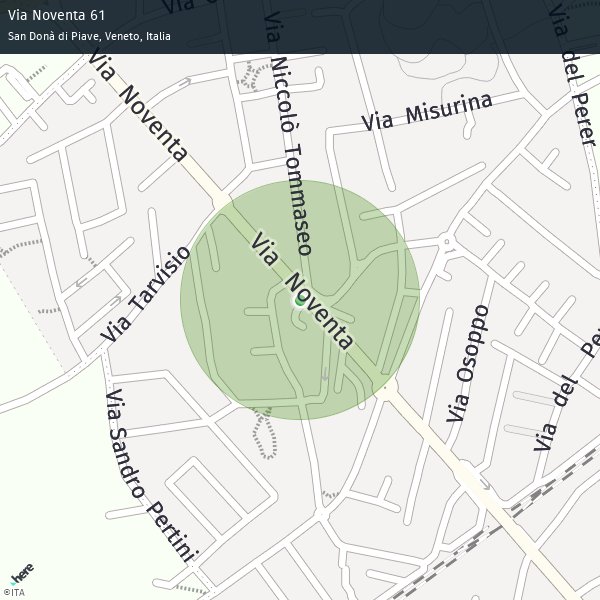 Via Noventa 61
San Donà di Piave, Veneto, Italia
Via Noventa
Via Niccolò Tommaseo
Via Misurina
Via del Perer
Via Tarvisio
Via Noventa
Via Osoppo
Via del Pe
Via Sandro Pertini
here
©ITA